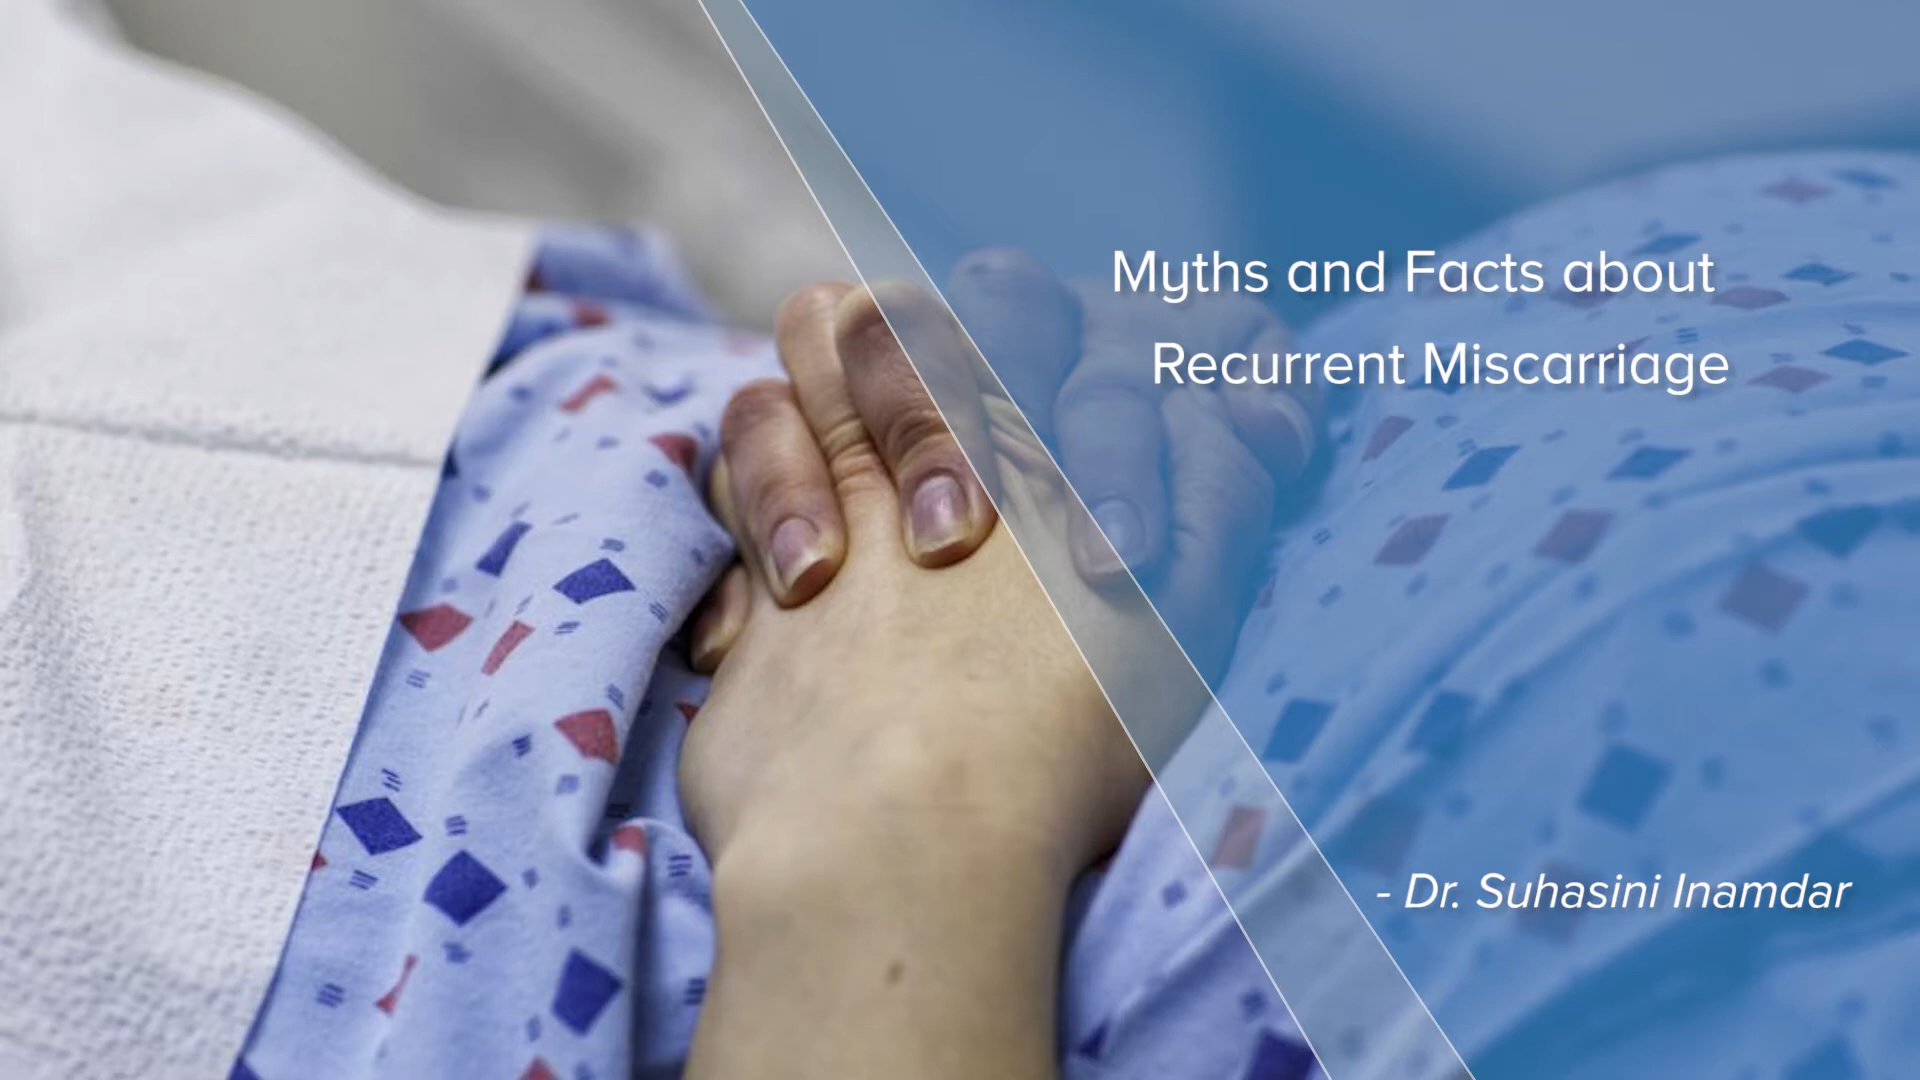 Myths and Facts about
Recurrent Miscarriage
- Dr. Suhasini Inamdar